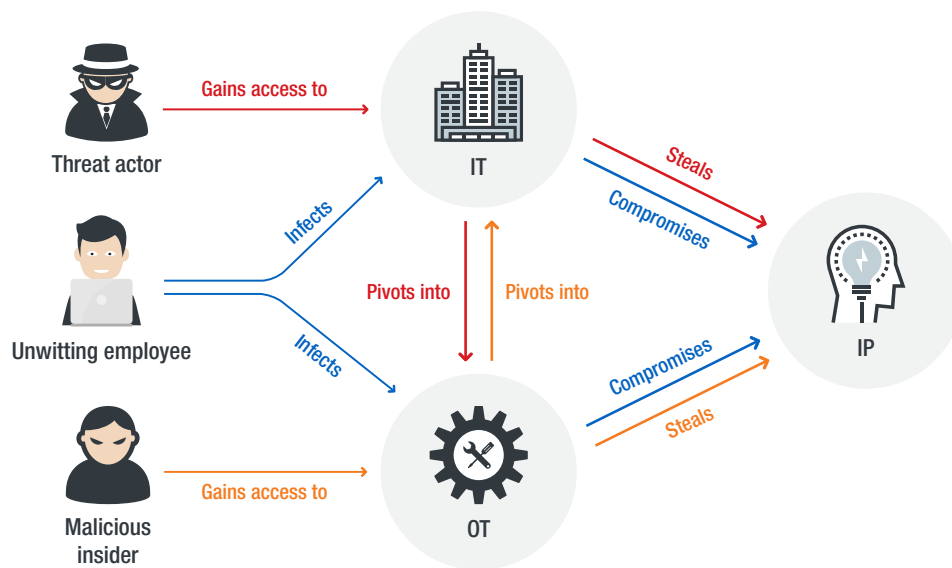 Gains access to
Threat actor
IT
Steals
Compromises
Infects
Pivots into
Pivots into
Unwitting employee
Infects
IP
Compromises
Steals
Gains access to
OT
Malicious
insider